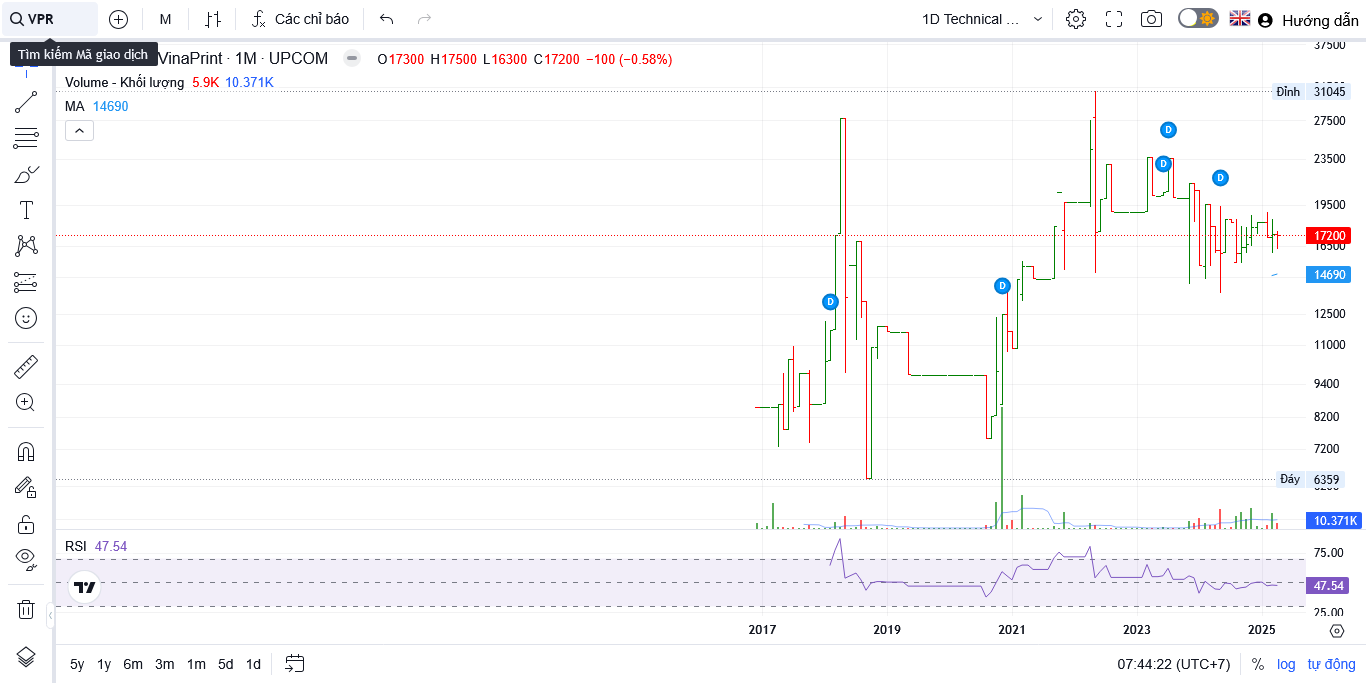 VPR
M
Các chỉ báo
1D Technical ...
Hướng dẫn
Tìm kiếm Mã giao dịch
VinaPrint · 1M · UPCOM
O17300 H17500 L16300 C17200 −100 (−0.58%)
Volume - Khối lượng 5.9K 10.371K
MA 14690
37500
Đỉnh 31045
27500
23500
19500
17200
16500
14690
12500
11000
9400
8200
7200
Đáy 6359
10.371K
D
D
D
D
D
RSI 47.54
75.00
47.54
25.00
2017 2019 2021 2023 2025
5y 1y 6m 3m 1m 5d 1d
07:44:22 (UTC+7) % log tự động